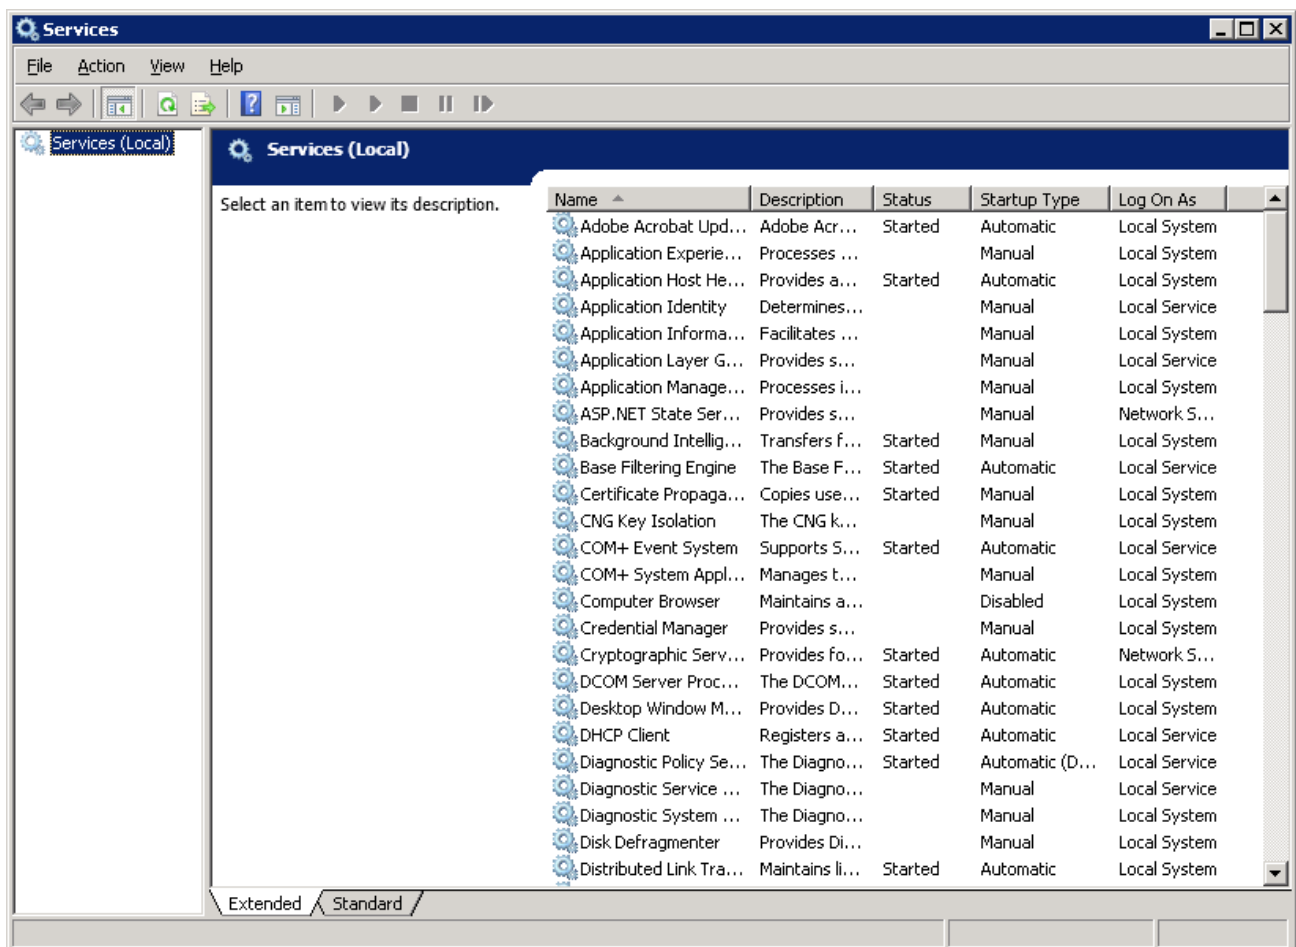 Services
File Action View Help
Services (Local)
Services (Local)
Select an item to view its description.
Name Description Status Startup Type Log On As
Adobe Acrobat Upd... Adobe Acr... Started Automatic Local System
Application Experie... Processes ... Manual Local System
Application Host He... Provides a... Started Automatic Local System
Application Identity Determines... Manual Local Service
Application Informa... Facilitates ... Manual Local System
Application Layer G... Provides s... Manual Local Service
Application Manage... Processes i... Manual Local System
ASP.NET State Ser... Provides s... Manual Network S...
Background Intellig... Transfers f... Started Manual Local System
Base Filtering Engine The Base F... Started Automatic Local Service
Certificate Propaga... Copies use... Started Manual Local System
CNG Key Isolation The CNG k... Manual Local System
COM+ Event System Supports S... Started Automatic Local Service
COM+ System Appl... Manages t... Manual Local System
Computer Browser Maintains a... Disabled Local System
Credential Manager Provides s... Manual Local System
Cryptographic Serv... Provides fo... Started Automatic Network S...
DCOM Server Proc... The DCOM... Started Automatic Local System
Desktop Window M... Provides D... Started Automatic Local System
DHCP Client Registers a... Started Automatic Local Service
Diagnostic Policy Se... The Diagno... Started Automatic (D... Local Service
Diagnostic Service ... The Diagno... Manual Local Service
Diagnostic System ... The Diagno... Manual Local System
Disk Defragmenter Provides Di... Manual Local System
Distributed Link Tra... Maintains li... Started Automatic Local System
Extended Standard